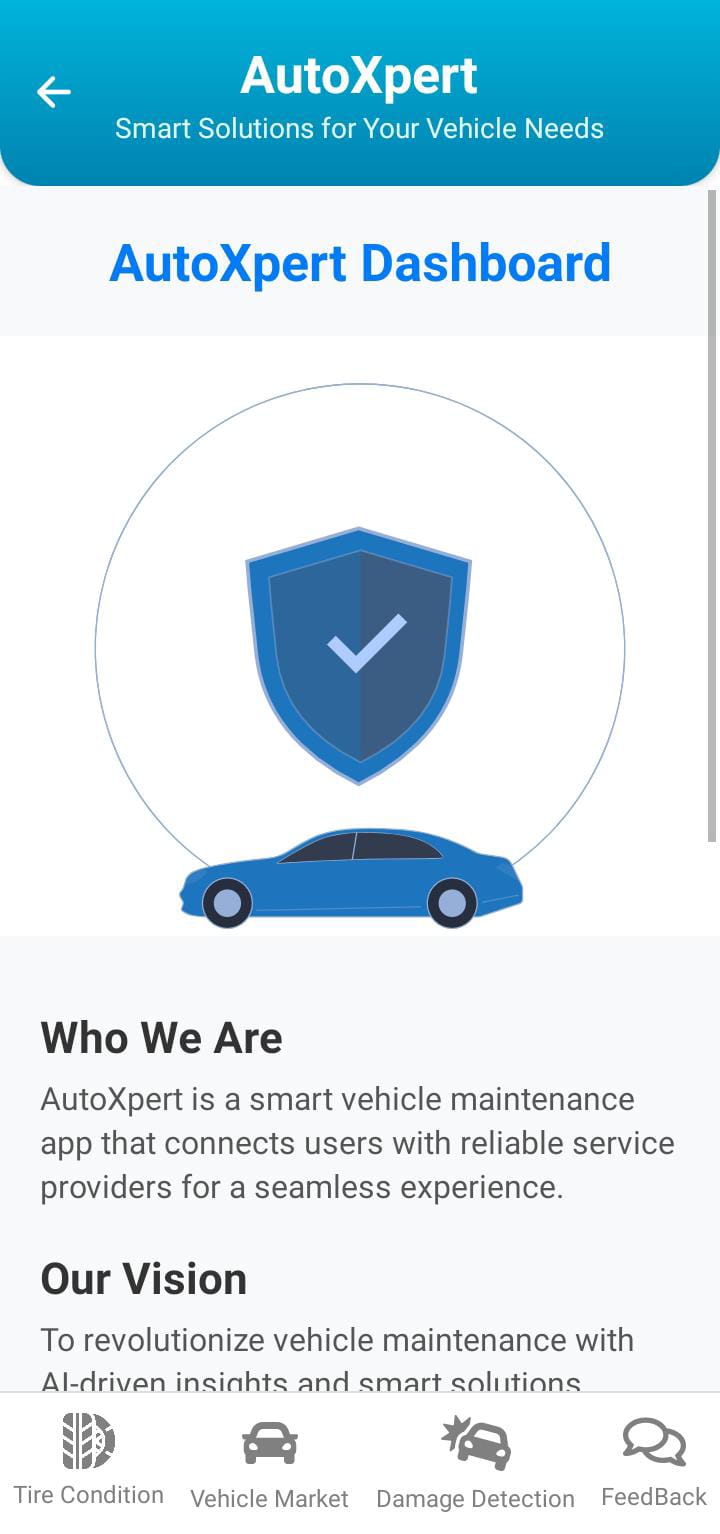 AutoXpert
Smart Solutions for Your Vehicle Needs
AutoXpert Dashboard
Who We Are
AutoXpert is a smart vehicle maintenance
app that connects users with reliable service
providers for a seamless experience.
Our Vision
To revolutionize vehicle maintenance with
AI-driven insights and smart solutions
Tire Condition
Vehicle Market
Damage Detection
FeedBack